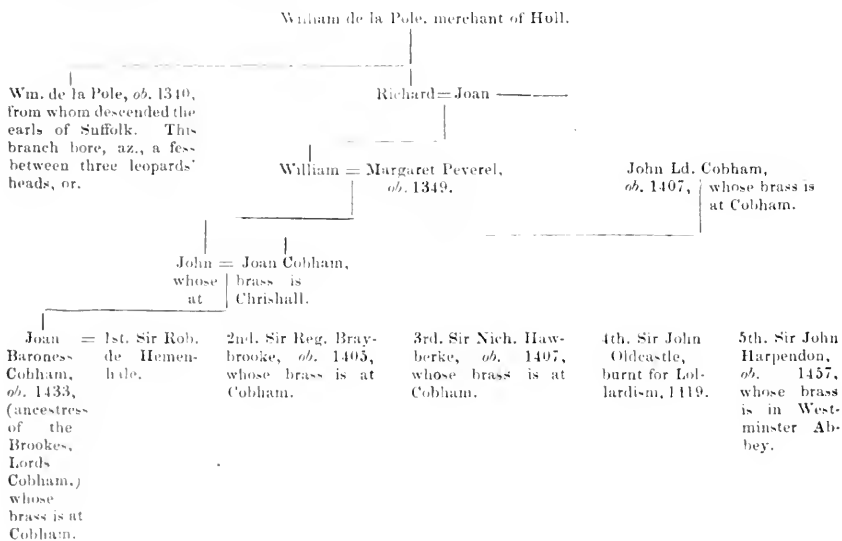 William de la Pole, merchant of Hull.
Wm. de la Pole, ob. 1340,
from whom descended the
earls of Suffolk. This
branch bore, az., a fess
between three leopards'
heads, or.
Richard = Joan
William = Margaret Peverel,
ob. 1349.
John Ld. Cobham,
ob. 1407, whose brass is
at Cobham.
John = Joan Cobham,
whose brass is
at Chrishall.
Joan
Baroness
Cobham,
ob. 1433,
(ancestress
of the
Brookes,
Lords
Cobham,)
whose
brass is at
Cobham.
= 1st. Sir Rob.
de Hemen-
hale.
2nd. Sir Reg. Bray-
brooke, ob. 1405,
whose brass is at
Cobham.
3rd. Sir Nich. Haw-
berke, ob. 1407,
whose brass is at
Cobham.
4th. Sir John
Oldcastle,
burnt for Lol-
lardism, 1419.
5th. Sir John
Harpendon,
ob. 1457,
whose brass
is in West-
minster Ab-
bey.